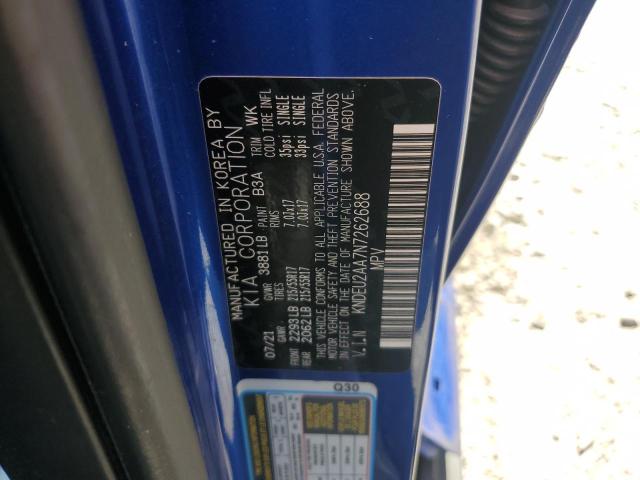 MANUFACTURED IN KOREA BY
KIA CORPORATION
07/21 GVWR 3881LB PAINT B3A TRIM WK
GAWR TIRES RIMS COLD TIRE INFL
FRONT 2293LB 215/55R17 7.0Jx17 35psi SINGLE
REAR 2062LB 215/55R17 7.0Jx17 33psi SINGLE
THIS VEHICLE CONFORMS TO ALL APPLICABLE U.S.A. FEDERAL
MOTOR VEHICLE SAFETY AND THEFT PREVENTION STANDARDS
IN EFFECT ON THE DATE OF MANUFACTURE SHOWN ABOVE.
V.I.N KNDEU2AA7N7262688
MPV
Q30